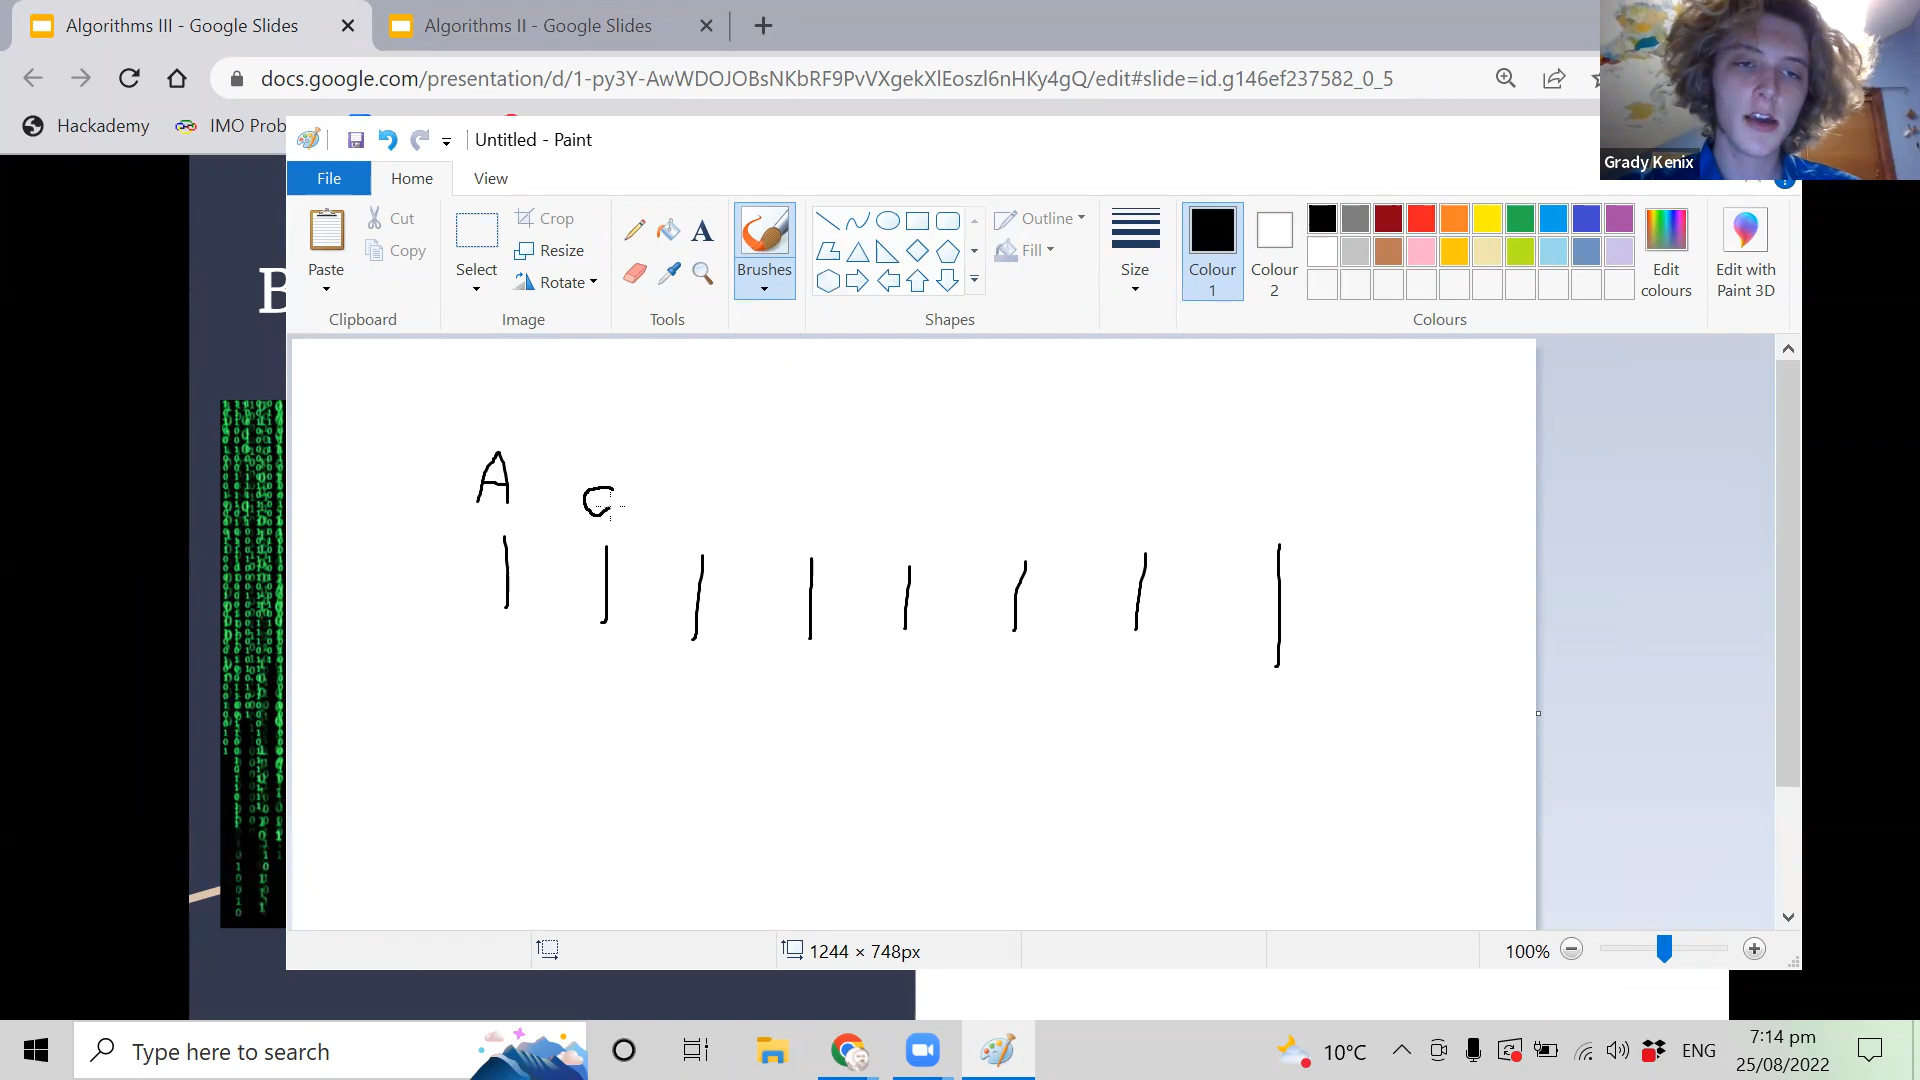 Algorithms III - Google Slides
Algorithms II - Google Slides
docs.google.com/presentation/d/1-py3Y-AwWDOJOBsNKbRF9PvVXgekXlEoszl6nHKy4gQ/edit#slide=id.g146ef237582_0_5
Hackademy
IMO Prob
Grady Kenix
Untitled - Paint
File
Home
View
Paste
Cut
Copy
Clipboard
Select
Crop
Resize
Rotate
Image
A
Tools
Brushes
Outline
Fill
Shapes
Size
Colour 1
Colour 2
Edit colours
Edit with Paint 3D
Colours
B
A
1244 × 748px
100%
Type here to search
10°C
ENG
7:14 pm
25/08/2022